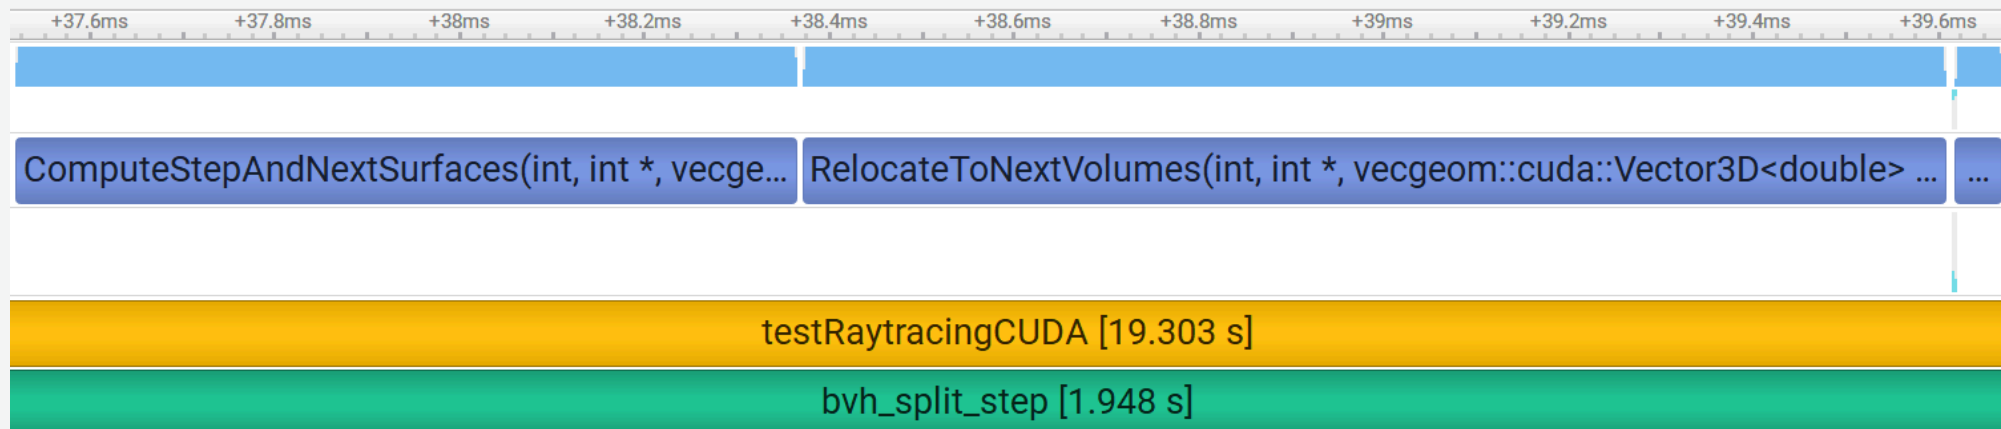 +37.6ms +37.8ms +38ms +38.2ms +38.4ms +38.6ms +38.8ms +39ms +39.2ms +39.4ms +39.6ms
ComputeStepAndNextSurfaces(int, int *, vecge... RelocateToNextVolumes(int, int *, vecgeom::cuda::Vector3D<double> ... ...
testRaytracingCUDA [19.303 s]
bvh_split_step [1.948 s]